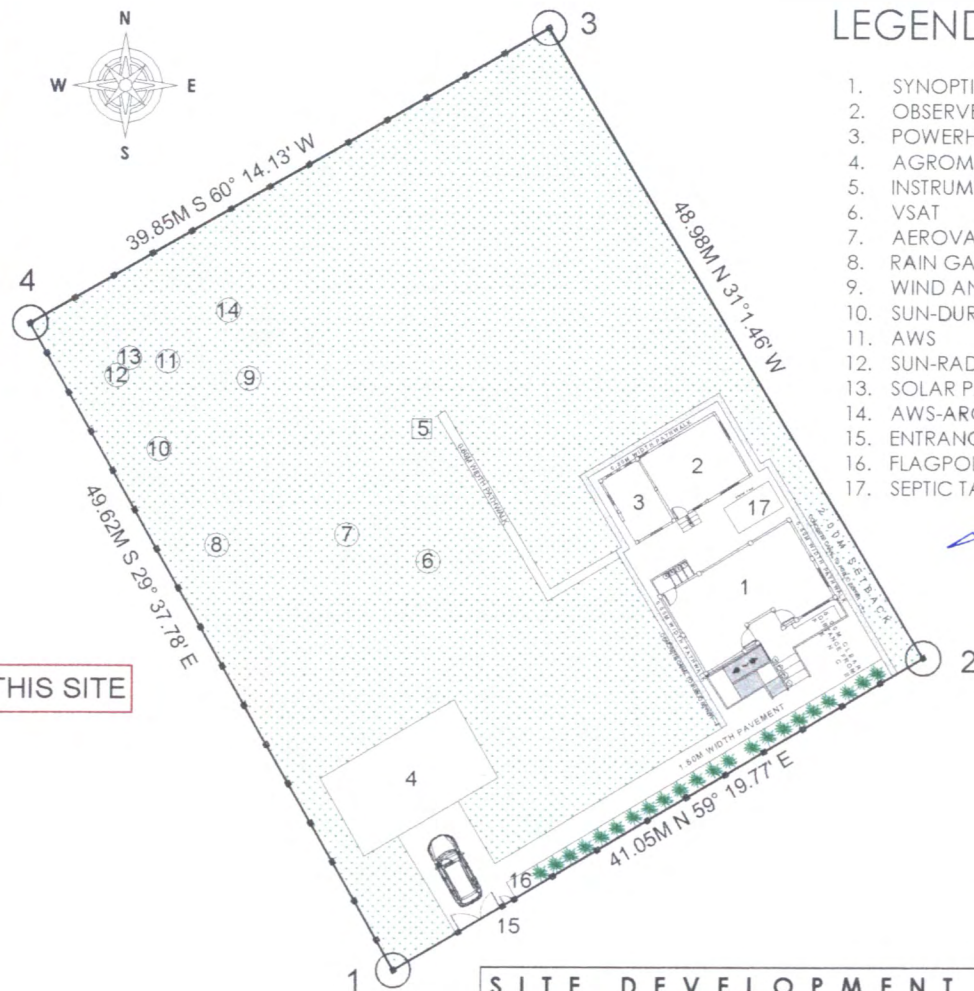 N
W E
S
3
LEGEND
1. SYNOPTI
2. OBSERVE
3. POWERH
4. AGROM
5. INSTRUM
6. VSAT
7. AEROVA
8. RAIN GA
9. WIND AN
10. SUN-DUR
11. AWS
12. SUN-RAD
13. SOLAR P
14. AWS-ARG
15. ENTRANC
16. FLAGPOL
17. SEPTIC TA
39.85M S 60° 14.13' W
48.98M N 31°1.46' W
4
14
13
12
11
9
10
5
2
3
17
49.62M S 29° 37.78' E
8
7
6
1
2.00M SETBACK
2
THIS SITE
4
1.50M WIDTH PAVEMENT
41.05M N 59° 19.77' E
16
15
1
SITE DEVELOPMENT